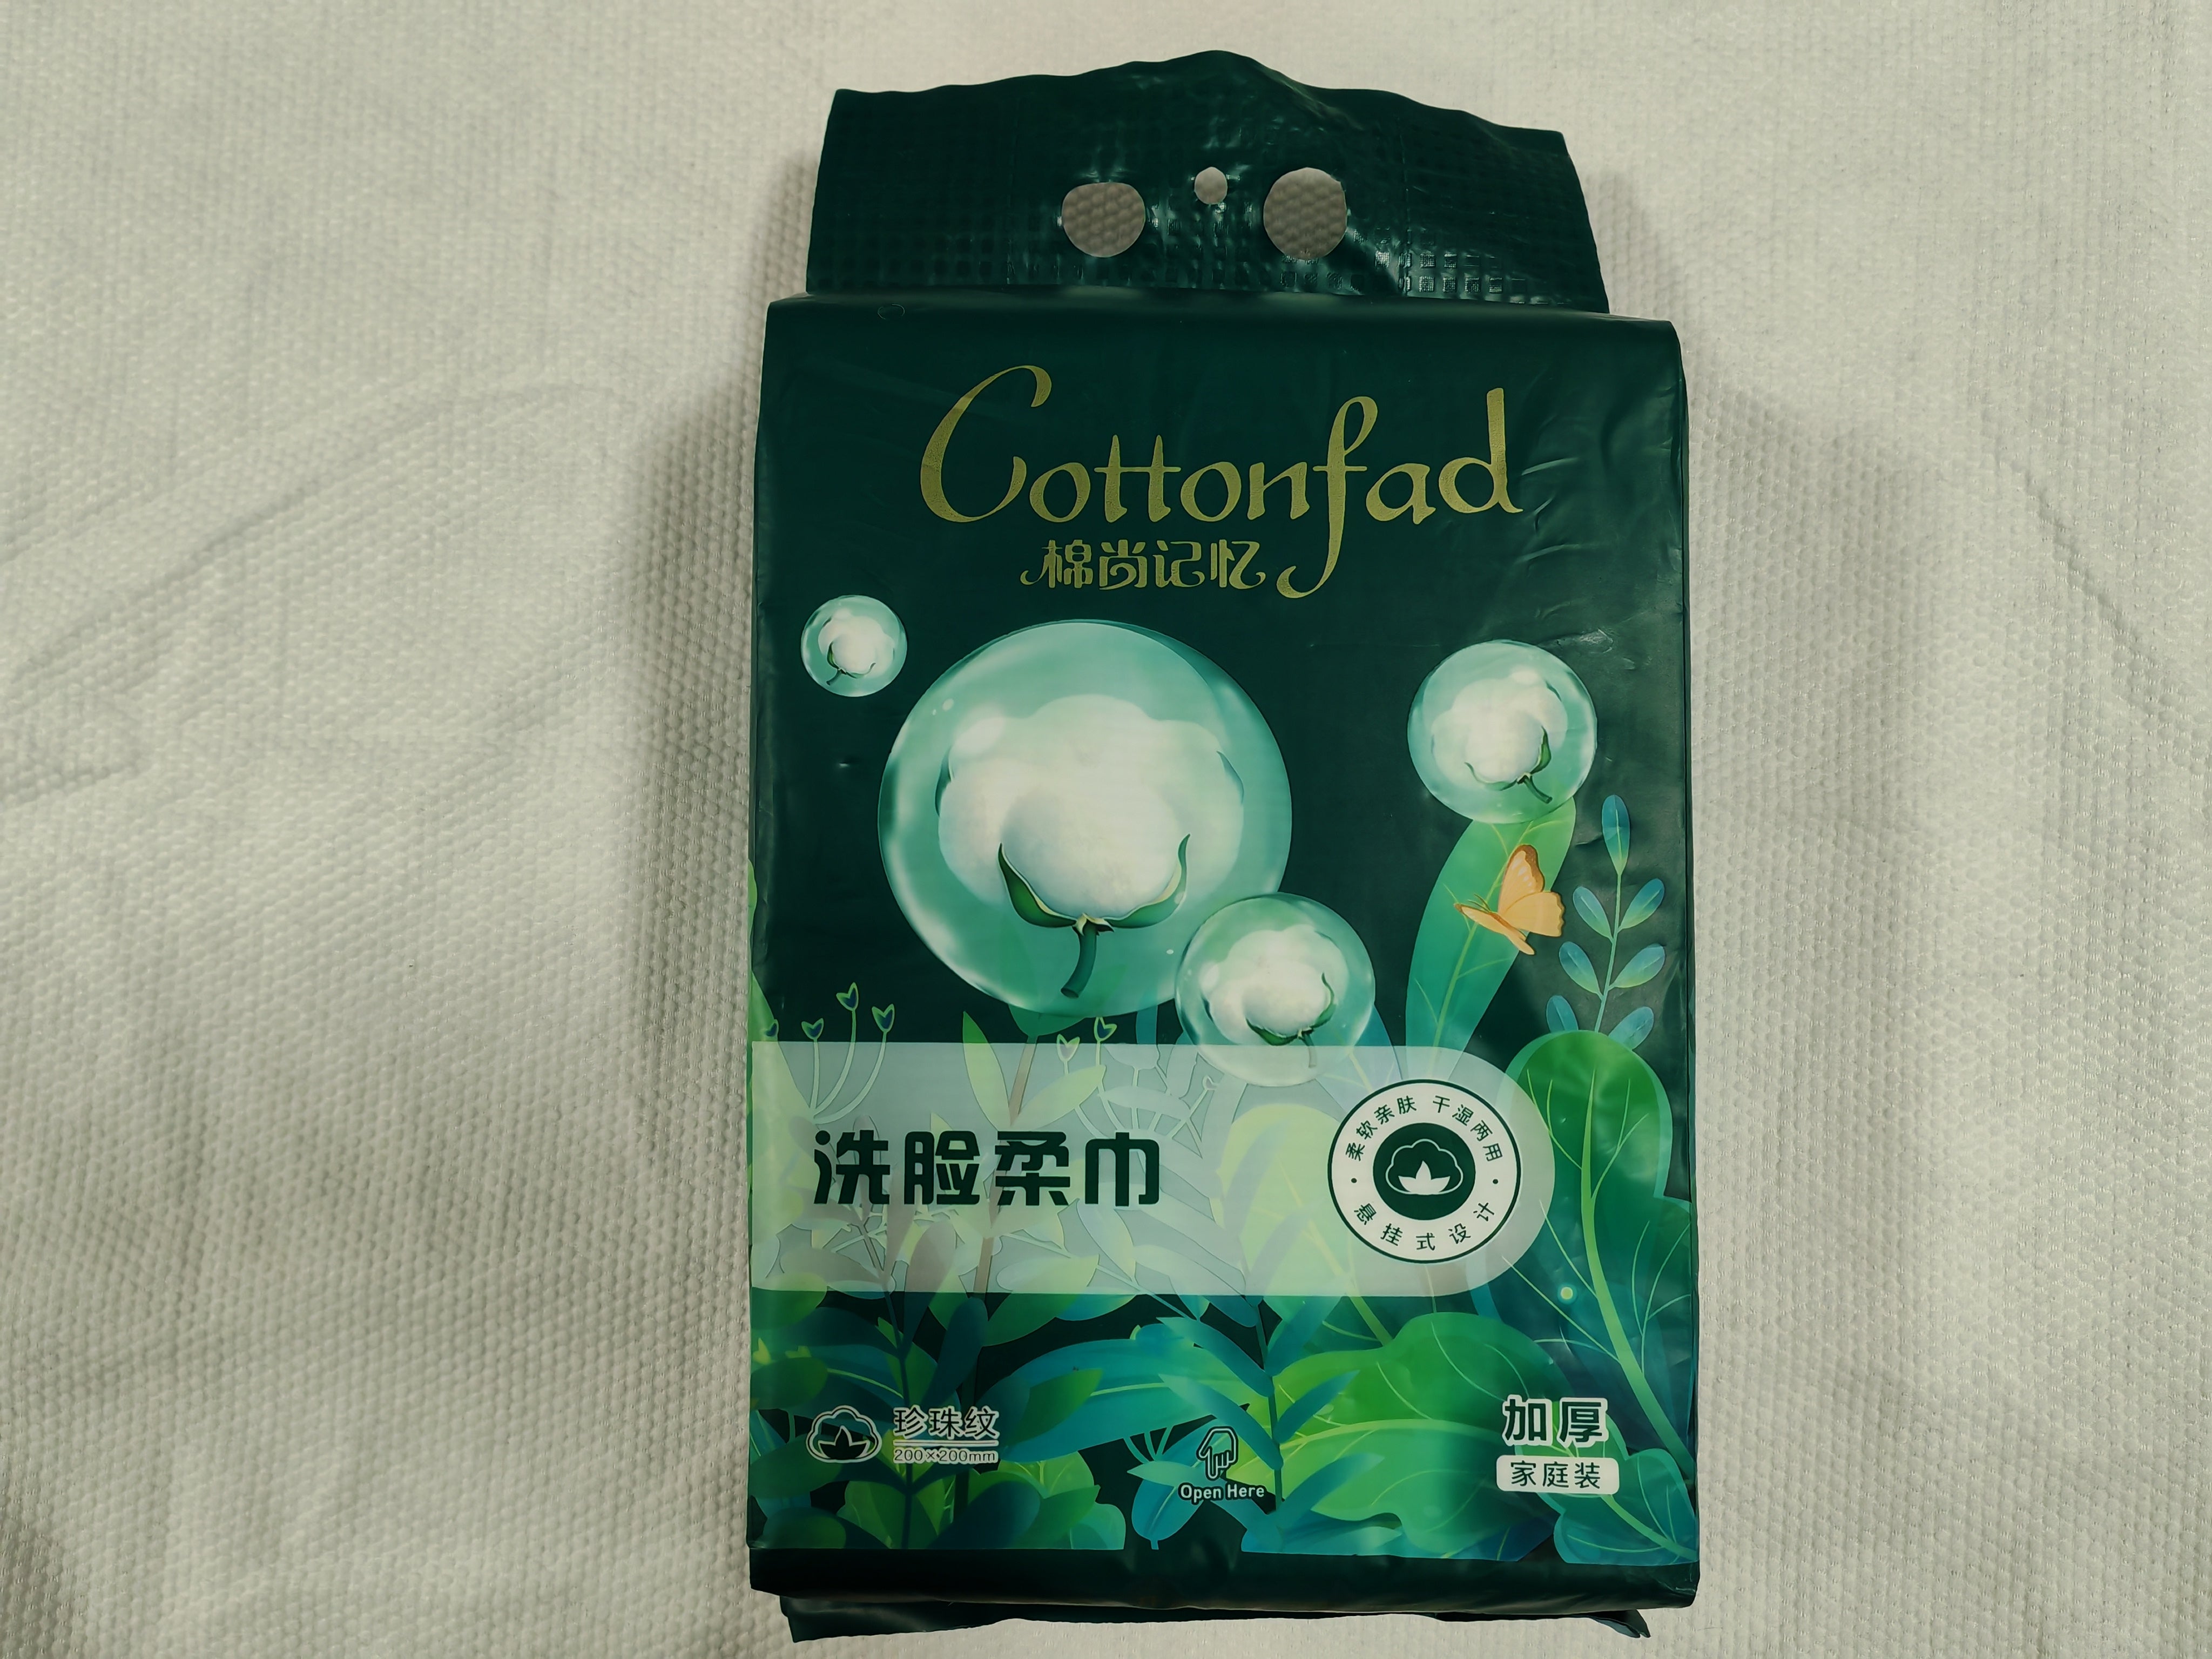 Cottonfad
棉尚记忆
洗脸柔巾
柔软亲肤 干湿两用
悬挂式设计
珍珠纹
200×200mm
Open Here
加厚
家庭装